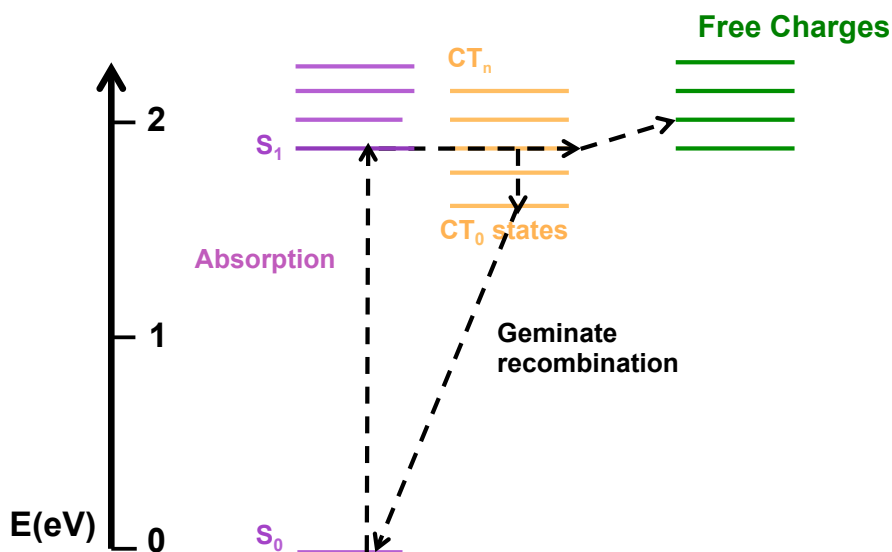 Free Charges
CTn
2
S1
CT0 states
Absorption
1
Geminate
recombination
E(eV)
0
S0